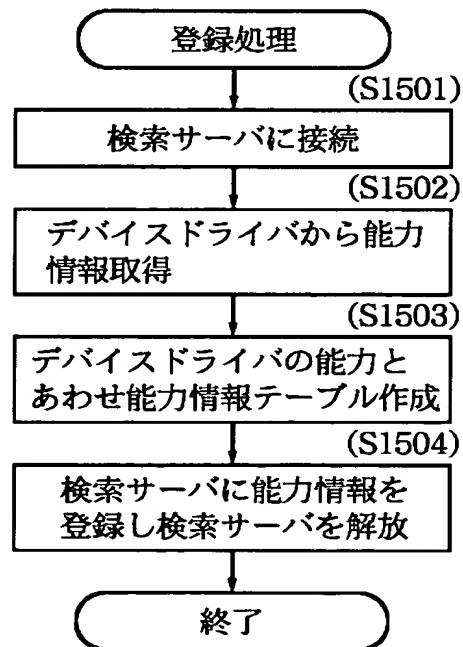 登録処理
(S1501)
検索サーバに接続
(S1502)
デバイスドライバから能力
情報取得
(S1503)
デバイスドライバの能力と
あわせ能力情報テーブル作成
(S1504)
検索サーバに能力情報を
登録し検索サーバを解放
終了